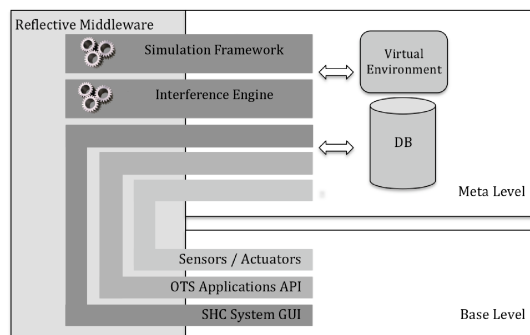 Reflective Middleware
Simulation Framework
Virtual
Environment
Interference Engine
DB
Meta Level
Sensors / Actuators
OTS Applications API
SHC System GUI
Base Level